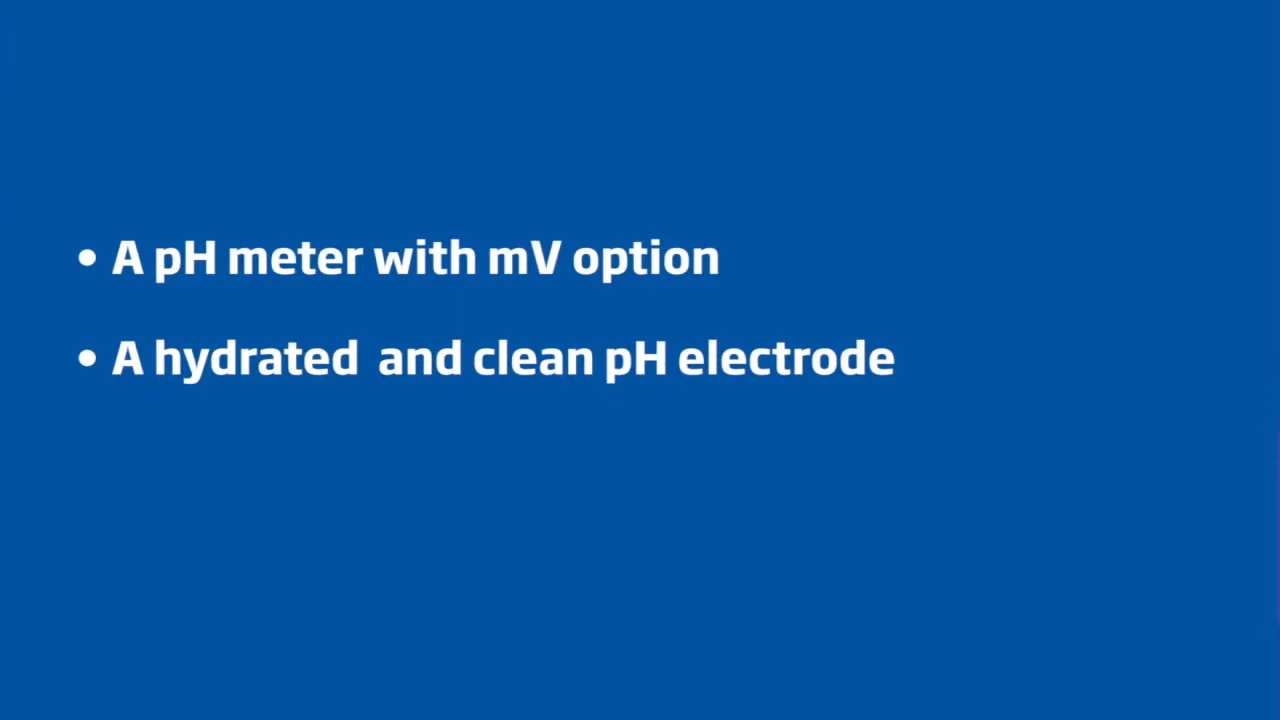 • A pH meter with mV option
• A hydrated  and clean pH electrode